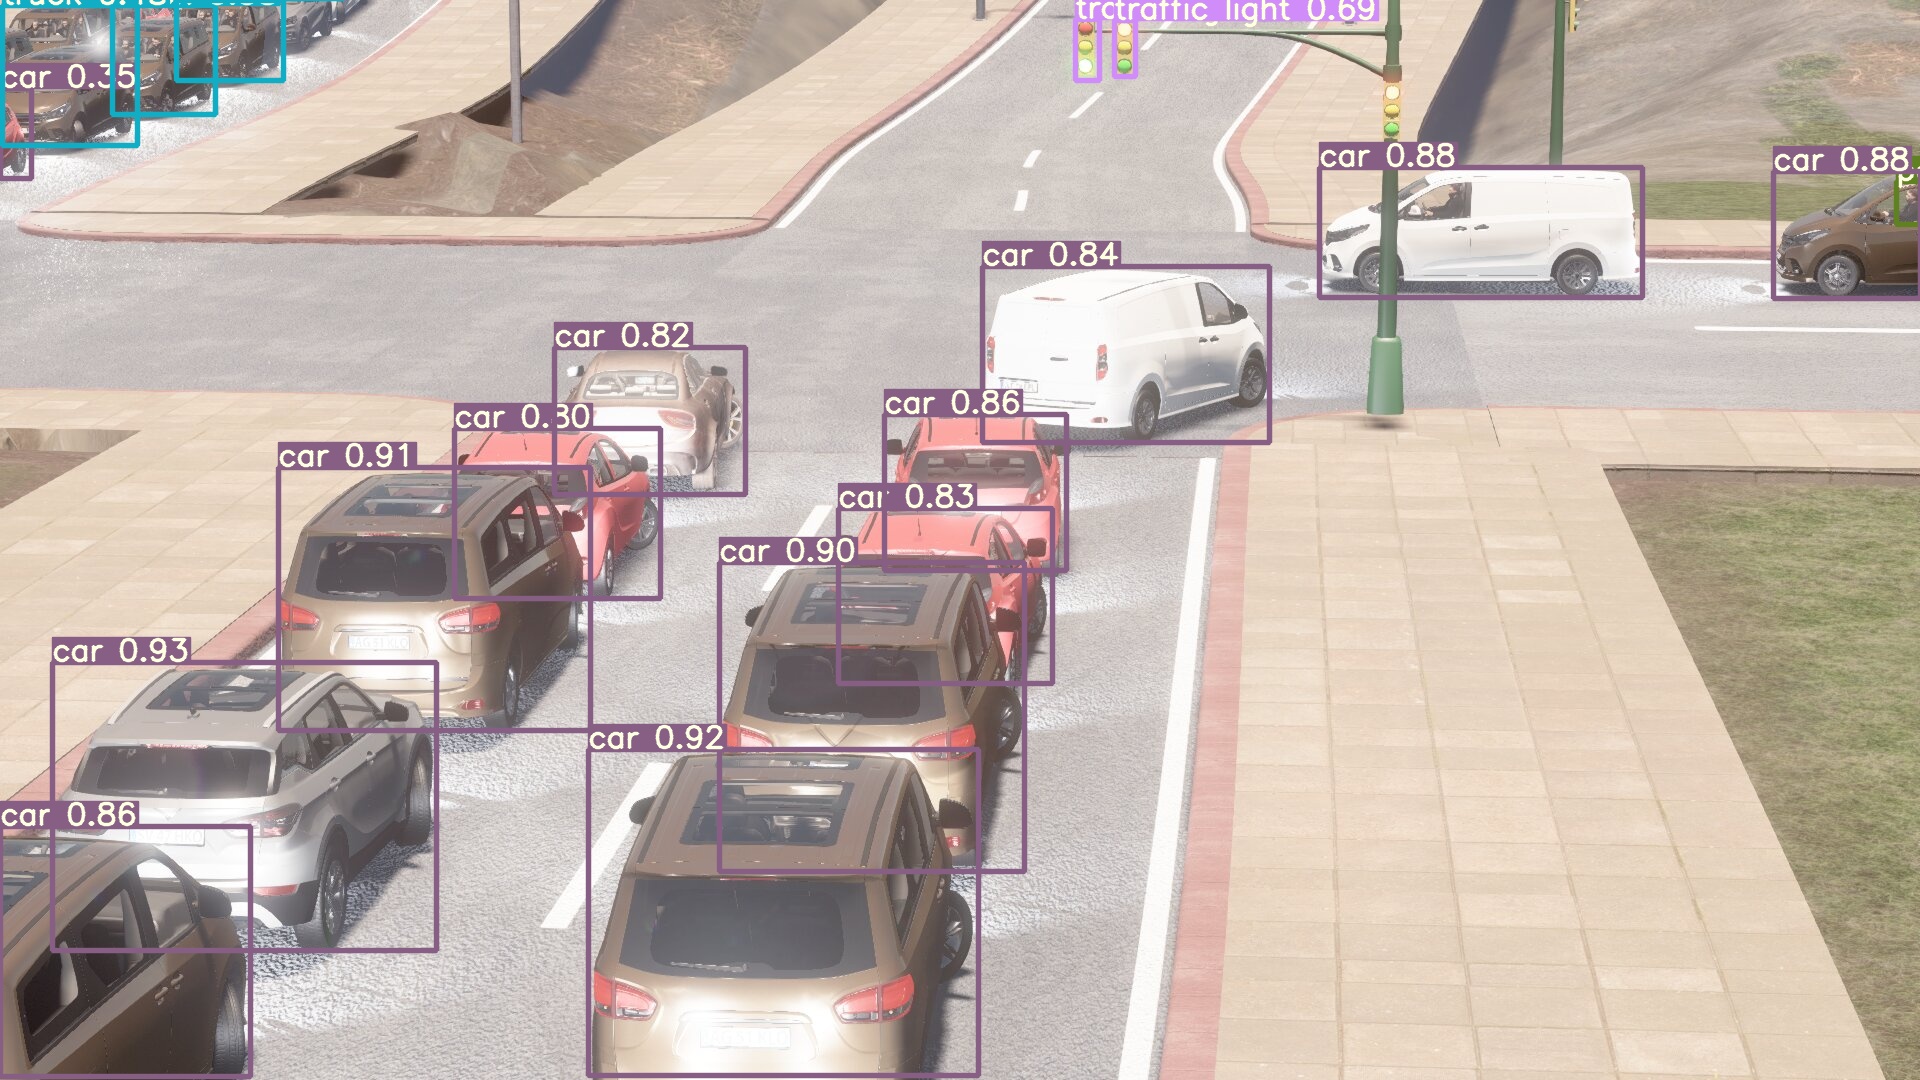 traffic_light 0.69
car 0.35
car 0.88
car 0.88
car 0.84
car 0.82
car 0.86
car 0.80
car 0.91
car 0.83
car 0.90
car 0.93
car 0.92
car 0.86